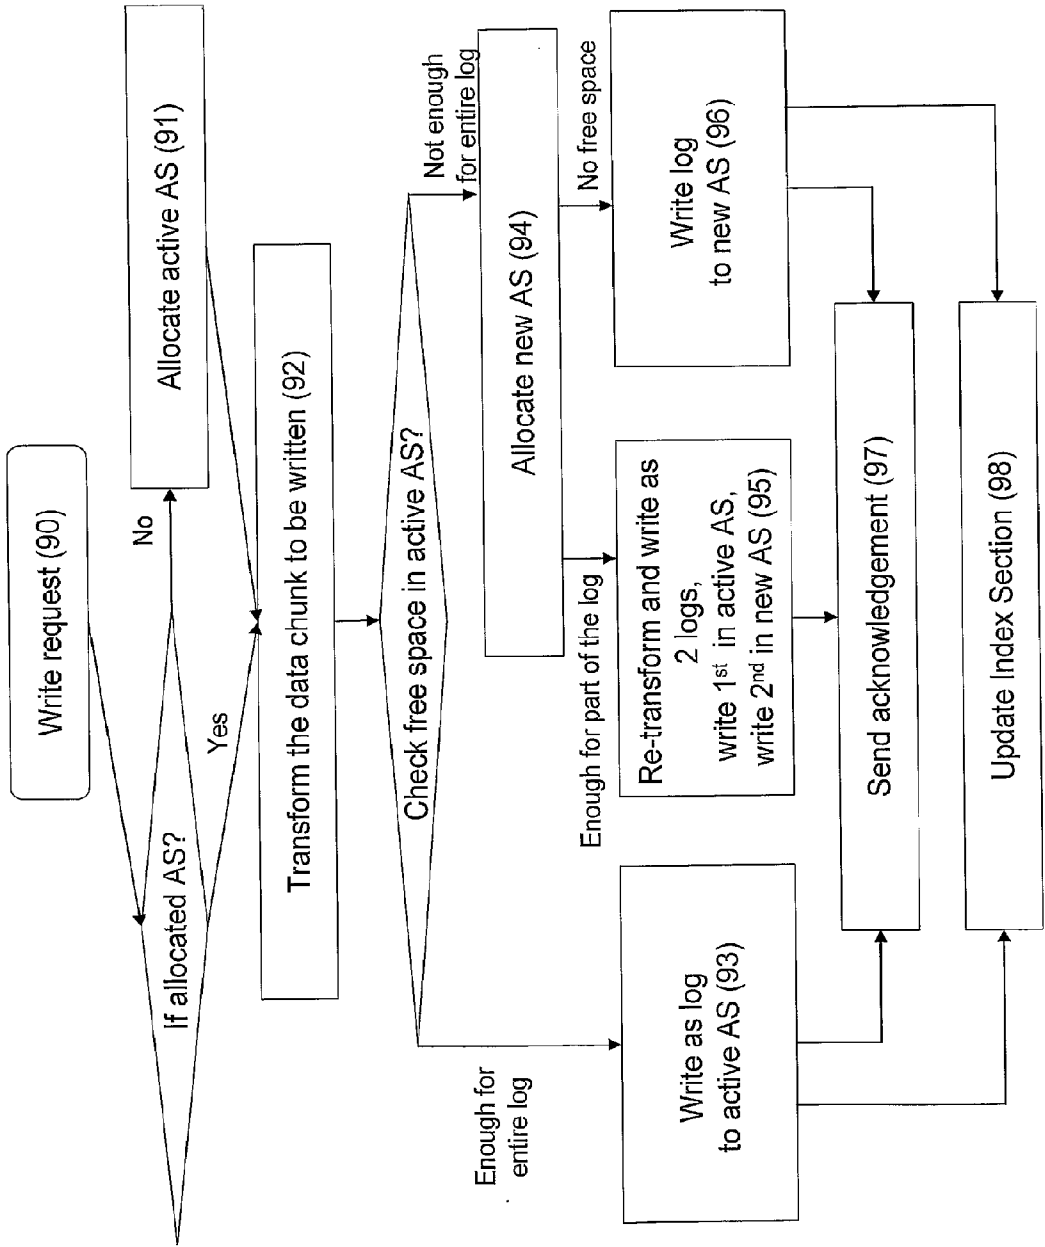 Write request (90)
If allocated AS?
No
Yes
Allocate active AS (91)
Transform the data chunk to be written (92)
Check free space in active AS?
Enough for
entire log
Not enough
for entire log
Allocate new AS (94)
Enough for part of the log
No free space
Write as log
to active AS (93)
Re-transform and write as
2 logs,
write 1st in active AS,
write 2nd in new AS (95)
Write log
to new AS (96)
Send acknowledgement (97)
Update Index Section (98)